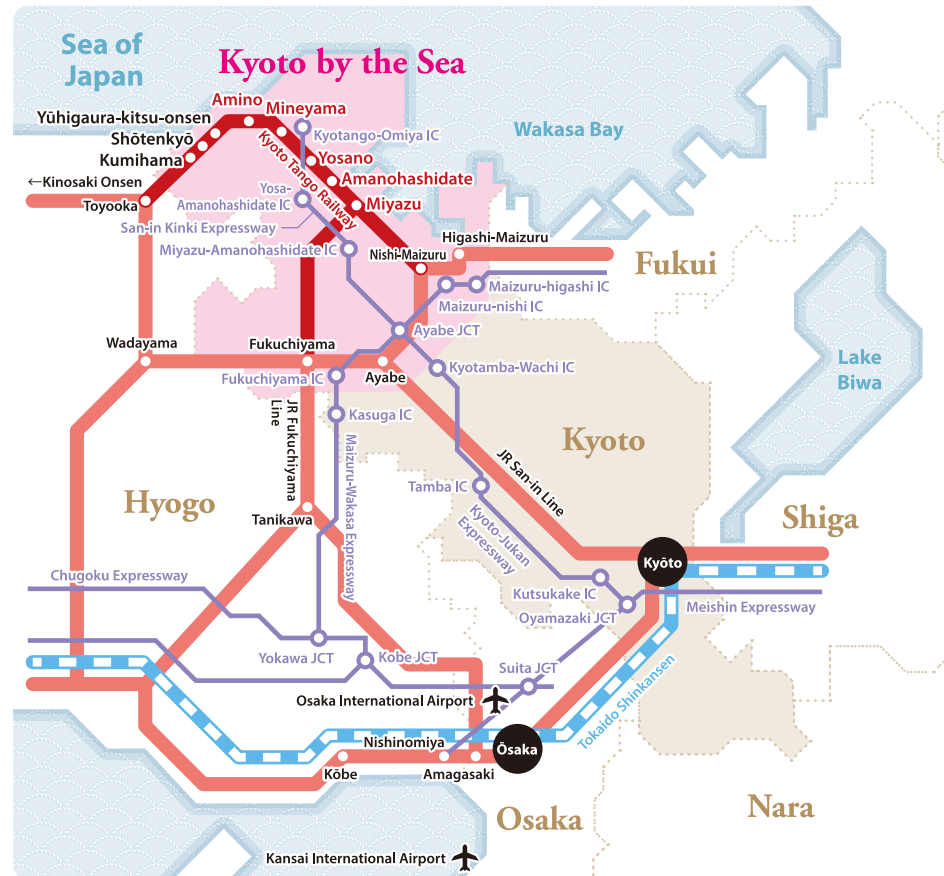 Sea of
Japan
Kyoto by the Sea
Amino
Mineyama
Yūhigaura-kitsu-onsen
Kyotango-Omiya IC
Wakasa Bay
Shōtenkyō
Kumihama
Kyoto Tango Railway
Yosano
←Kinosaki Onsen
Amanohashidate
Yosa-
Amanohashidate IC
Toyooka
Miyazu
San-in Kinki Expressway
Miyazu-Amanohashidate IC
Higashi-Maizuru
Nishi-Maizuru
Fukui
Maizuru-higashi IC
Maizuru-nishi IC
Ayabe JCT
Wadayama
Fukuchiyama
Lake
Biwa
Kyotamba-Wachi IC
Fukuchiyama IC
Ayabe
JR Fukuchiyama
Line
Kasuga IC
Kyoto
Maizuru-Wakasa Expressway
JR San-in Line
Tamba IC
Hyogo
Shiga
Tanikawa
Kyoto-Jukan
Expressway
Kyōto
Chugoku Expressway
Kutsukake IC
Oyamazaki JCT
Meishin Expressway
Yokawa JCT
Kobe JCT
Suita JCT
Osaka International Airport
Tokaido Shinkansen
Nishinomiya
Ōsaka
Kōbe
Amagasaki
Osaka
Nara
Kansai International Airport